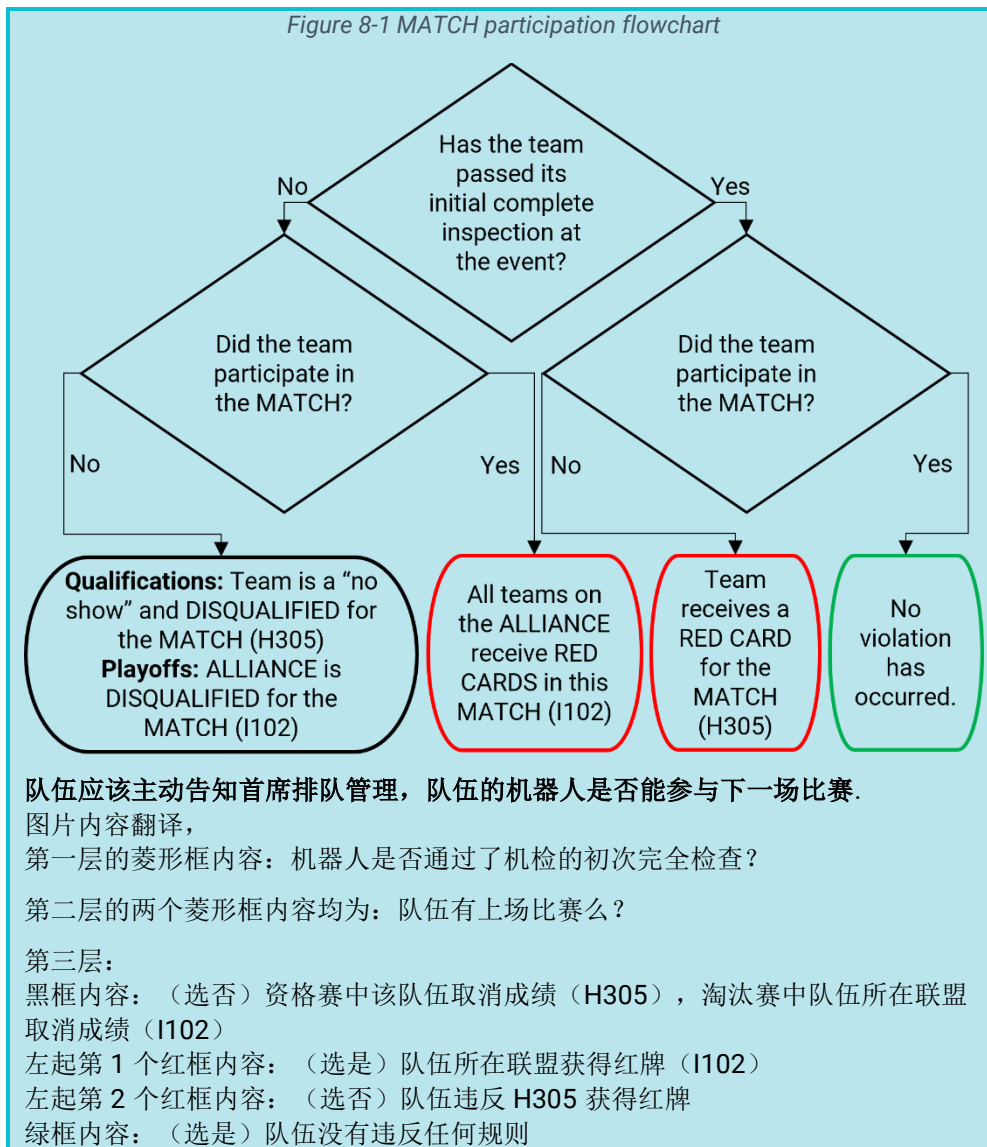 Figure 8-1 MATCH participation flowchart
Has the team
passed its
initial complete
inspection at
the event?
No
Yes
Did the team
participate in
the MATCH?
Did the team
participate in
the MATCH?
No
Yes
No
Yes
Qualifications: Team is a “no
show” and DISQUALIFIED for
the MATCH (H305)
Playoffs: ALLIANCE is
DISQUALIFIED for the
MATCH (I102)
All teams on
the ALLIANCE
receive RED
CARDS in this
MATCH (I102)
Team
receives a
RED CARD
for the
MATCH
(H305)
No
violation
has
occurred.
队伍应该主动告知首席排队管理，队伍的机器人是否能参与下一场比赛.
图片内容翻译，
第一层的菱形框内容：机器人是否通过了机检的初次完全检查？
第二层的两个菱形框内容均为：队伍有上场比赛么？
第三层：
黑框内容：（选否）资格赛中该队伍取消成绩（H305），淘汰赛中队伍所在联盟
取消成绩（I102）
左起第 1 个红框内容：（选是）队伍所在联盟获得红牌（I102）
左起第 2 个红框内容：（选否）队伍违反 H305 获得红牌
绿框内容：（选是）队伍没有违反任何规则